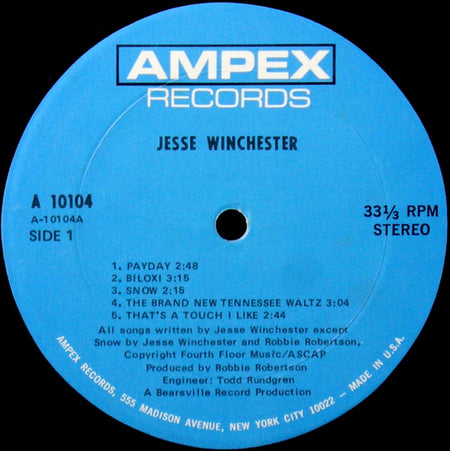 AMPEX
RECORDS
JESSE WINCHESTER
A 10104
A-10104A
SIDE 1
33⅓ RPM
STEREO
1. PAYDAY 2:48
2. BILOXI 3:15
3. SNOW 2:15
4. THE BRAND NEW TENNESSEE WALTZ 3:04
5. THAT'S A TOUCH I LIKE 2:44
All songs written by Jesse Winchester except
Snow by Jesse Winchester and Robbie Robertson,
Copyright Fourth Floor Music/ASCAP
Produced by Robbie Robertson
Engineer: Todd Rundgren
A Bearsville Record Production
AMPEX RECORDS, 555 MADISON AVENUE, NEW YORK CITY 10022 — MADE IN U.S.A.